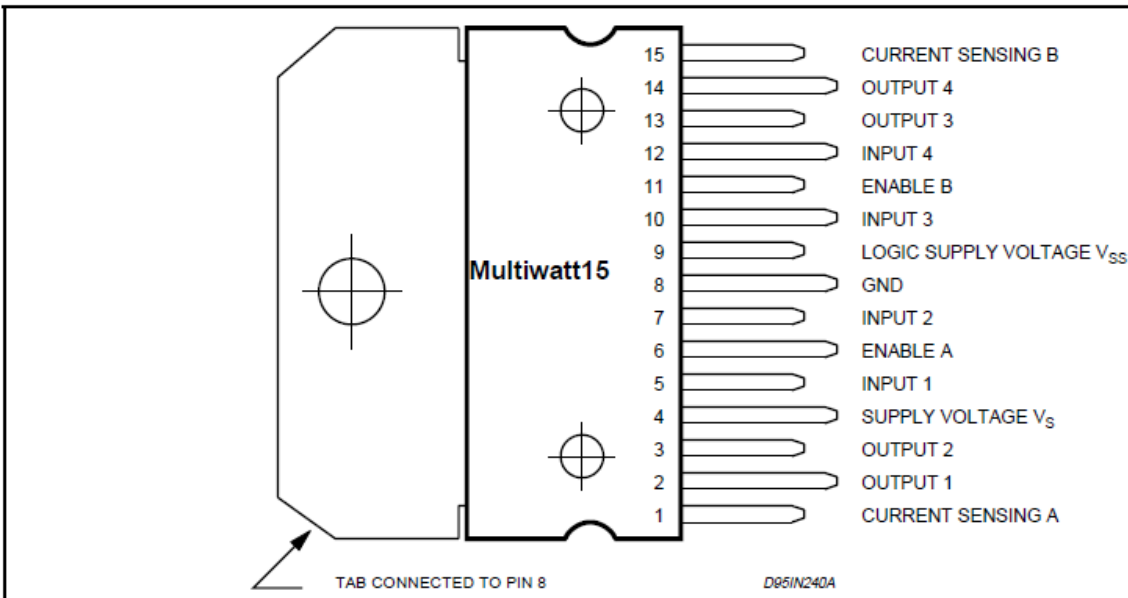 15 CURRENT SENSING B
14 OUTPUT 4
13 OUTPUT 3
12 INPUT 4
11 ENABLE B
10 INPUT 3
9 LOGIC SUPPLY VOLTAGE VSS
Multiwatt15
8 GND
7 INPUT 2
6 ENABLE A
5 INPUT 1
4 SUPPLY VOLTAGE VS
3 OUTPUT 2
2 OUTPUT 1
1 CURRENT SENSING A
TAB CONNECTED TO PIN 8
D95IN240A